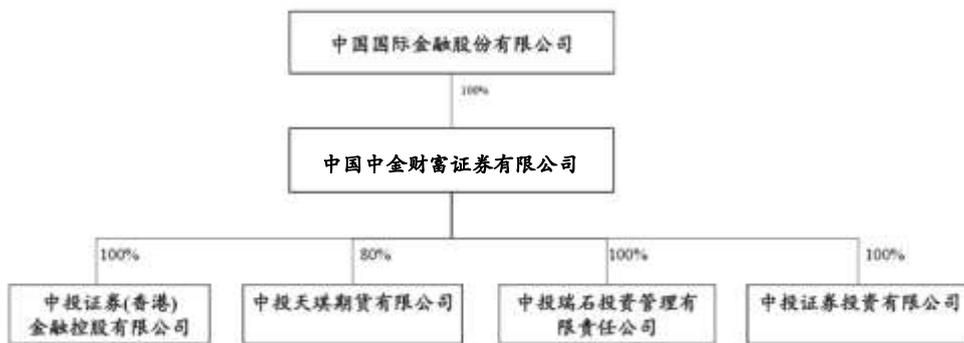 中国国际金融股份有限公司
100%
中国中金财富证券有限公司
100%
80%
100%
100%
中投证券(香港)
金融控股有限公司
中投天琪期货有限公司
中投瑞石投资管理有
限责任公司
中投证券投资有限公司